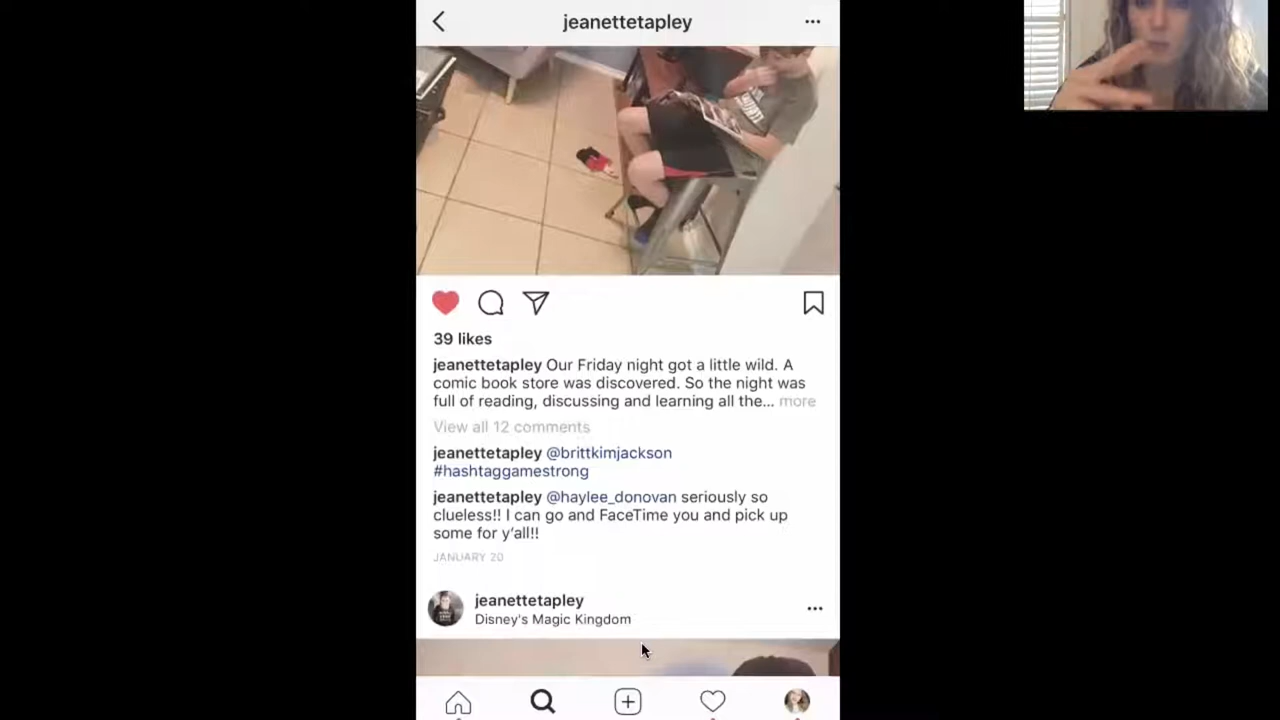 jeanettetapley
39 likes
jeanettetapley Our Friday night got a little wild. A
comic book store was discovered. So the night was
full of reading, discussing and learning all the... more
View all 12 comments
jeanettetapley @brittkimjackson
#hashtaggamestrong
jeanettetapley @haylee_donovan seriously so
clueless!! I can go and FaceTime you and pick up
some for y'all!!
JANUARY 20
jeanettetapley
Disney's Magic Kingdom